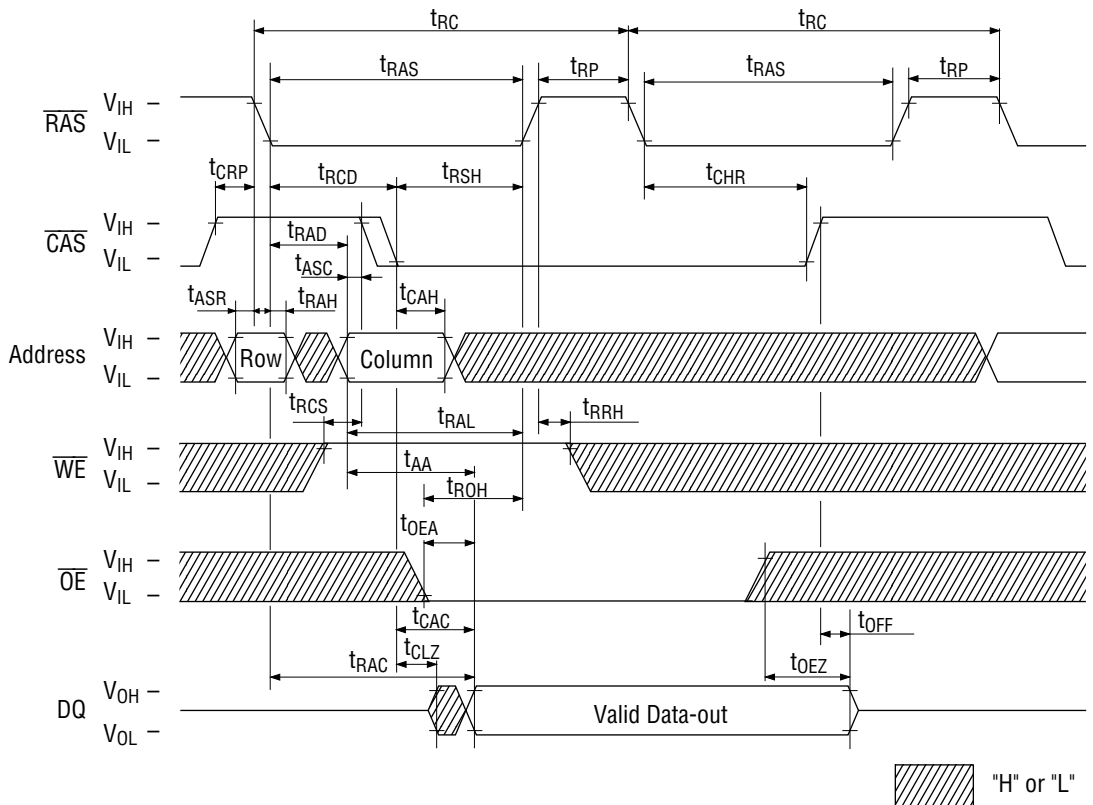 tRC tRC
tRAS tRP tRAS tRP
RAS VIH –
VIL –
tCRP tRCD tRSH tCHR
CAS VIH –
VIL –
tRAD
tASC
tASR tRAH tCAH
Address VIH –
VIL –
Row Column
tRCS tRAL tRRH
WE VIH –
VIL –
tAA
tROH
tOEA
OE VIH –
VIL –
tCAC tOFF
tRAC tCLZ tOEZ
DQ VOH –
VOL –
Valid Data-out
"H" or "L"